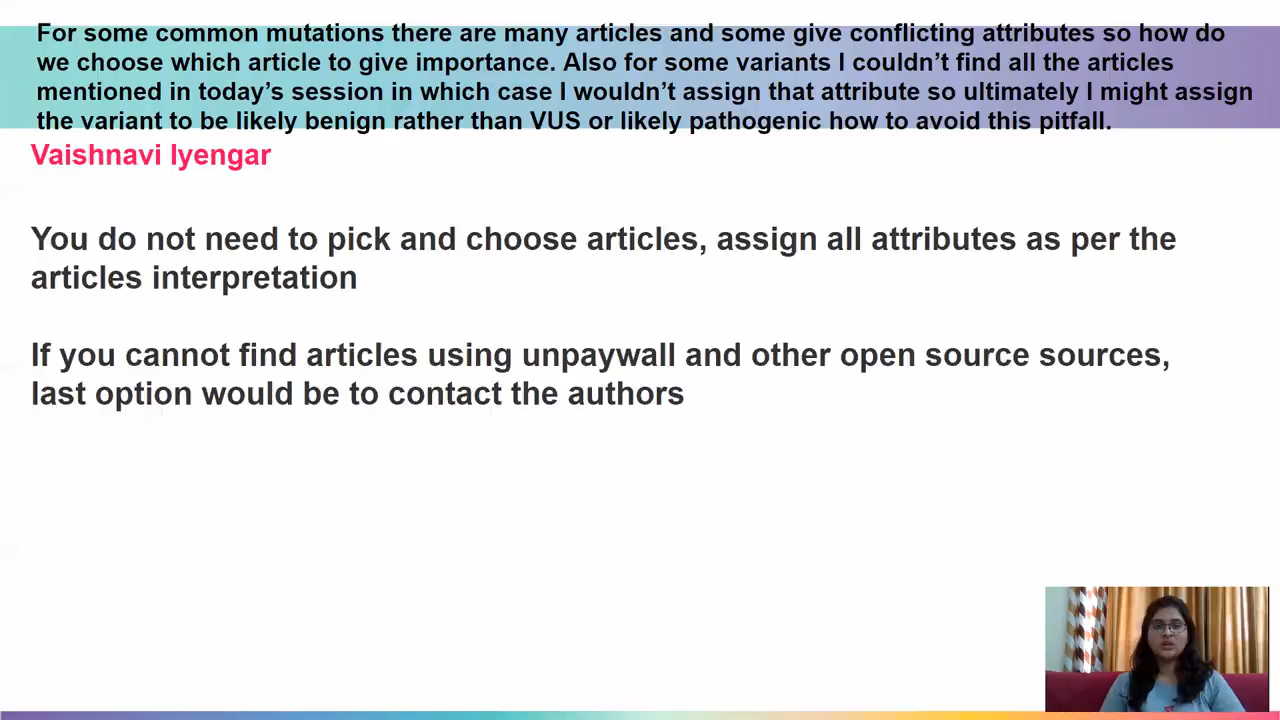 For some common mutations there are many articles and some give conflicting attributes so how do
we choose which article to give importance. Also for some variants I couldn’t find all the articles
mentioned in today’s session in which case I wouldn’t assign that attribute so ultimately I might assign
the variant to be likely benign rather than VUS or likely pathogenic how to avoid this pitfall.
Vaishnavi Iyengar
You do not need to pick and choose articles, assign all attributes as per the
articles interpretation
If you cannot find articles using unpaywall and other open source sources,
last option would be to contact the authors